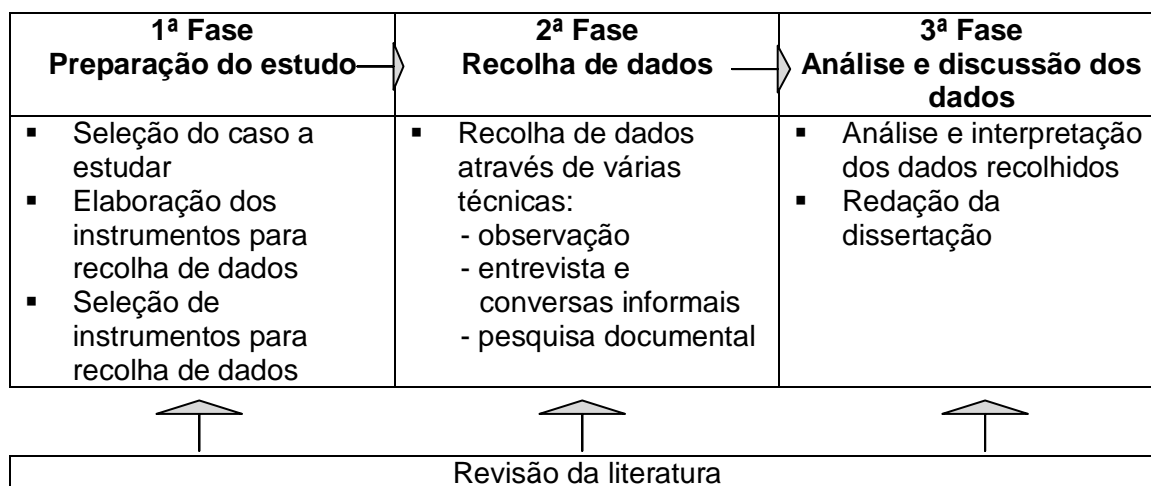 1ª Fase
Preparação do estudo
2ª Fase
Recolha de dados
3ª Fase
Análise e discussão dos
dados
▪ Seleção do caso a
estudar
▪ Elaboração dos
instrumentos para
recolha de dados
▪ Seleção de
instrumentos para
recolha de dados
▪ Recolha de dados
através de várias
técnicas:
- observação
- entrevista e
conversas informais
- pesquisa documental
▪ Análise e interpretação
dos dados recolhidos
▪ Redação da
dissertação
Revisão da literatura